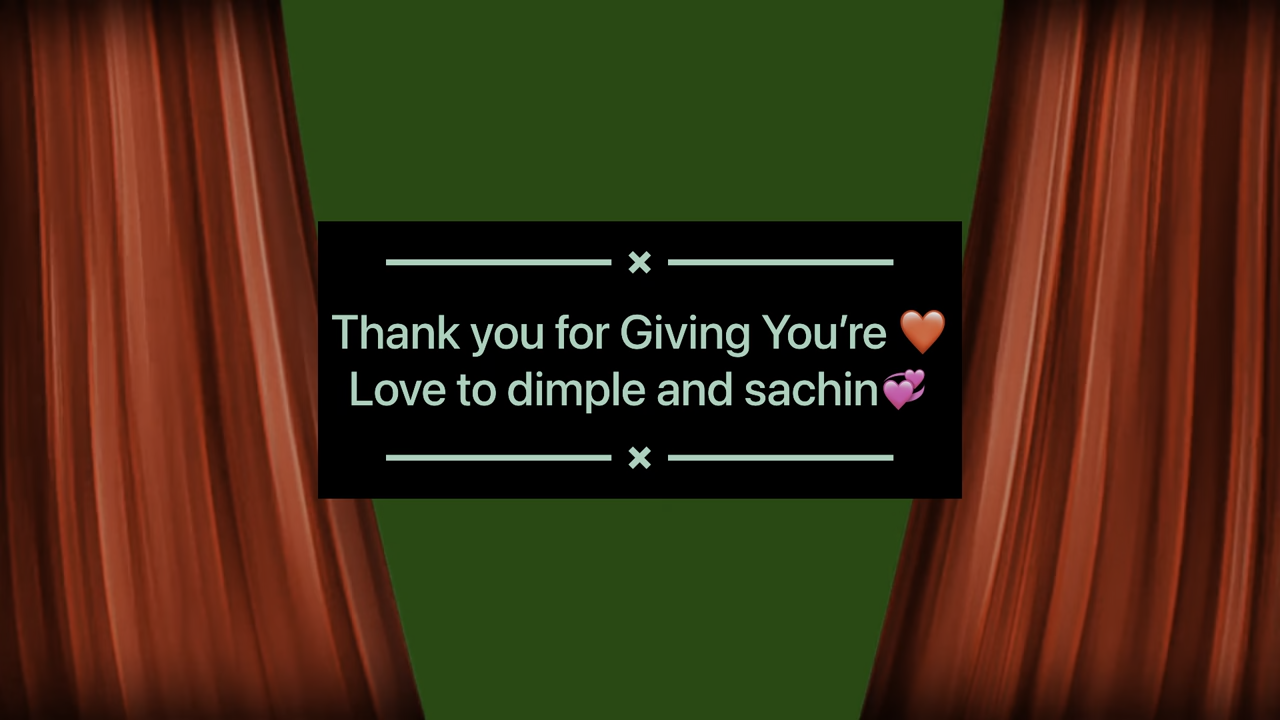 Thank you for Giving You’re ❤️
Love to dimple and sachin💞